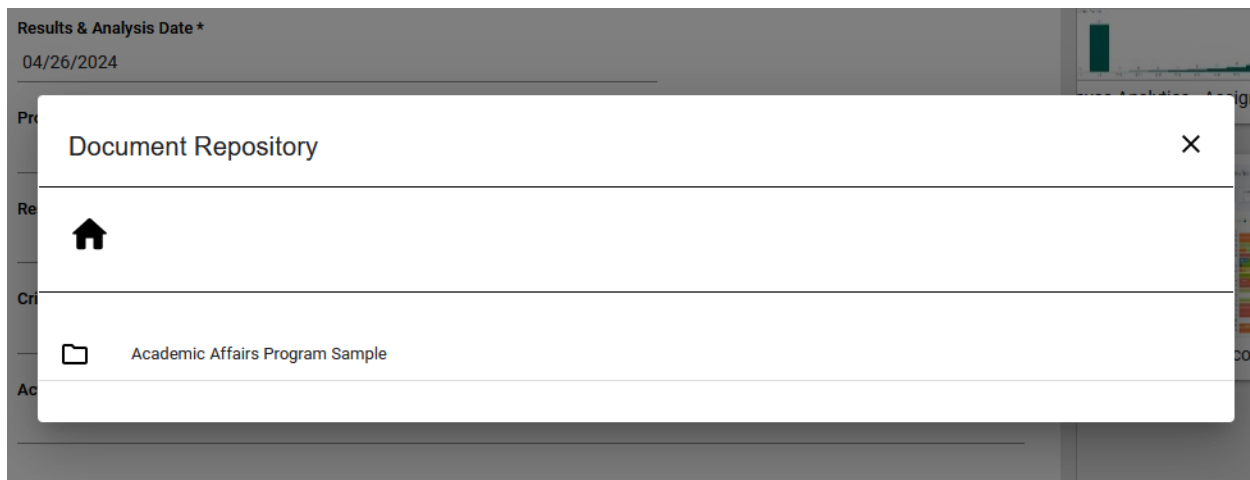 Results & Analysis Date *
04/26/2024
Document Repository
Academic Affairs Program Sample